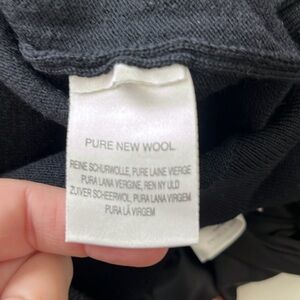 PURE NEW WOOL
REINE SCHURWOLLE, PURE LAINE VIERGE
PURA LANA VERGINE, REN NY ULD
ZUIVER SCHEERWOL, PURA LANA VIRGEM
PURA LÃ VIRGEM